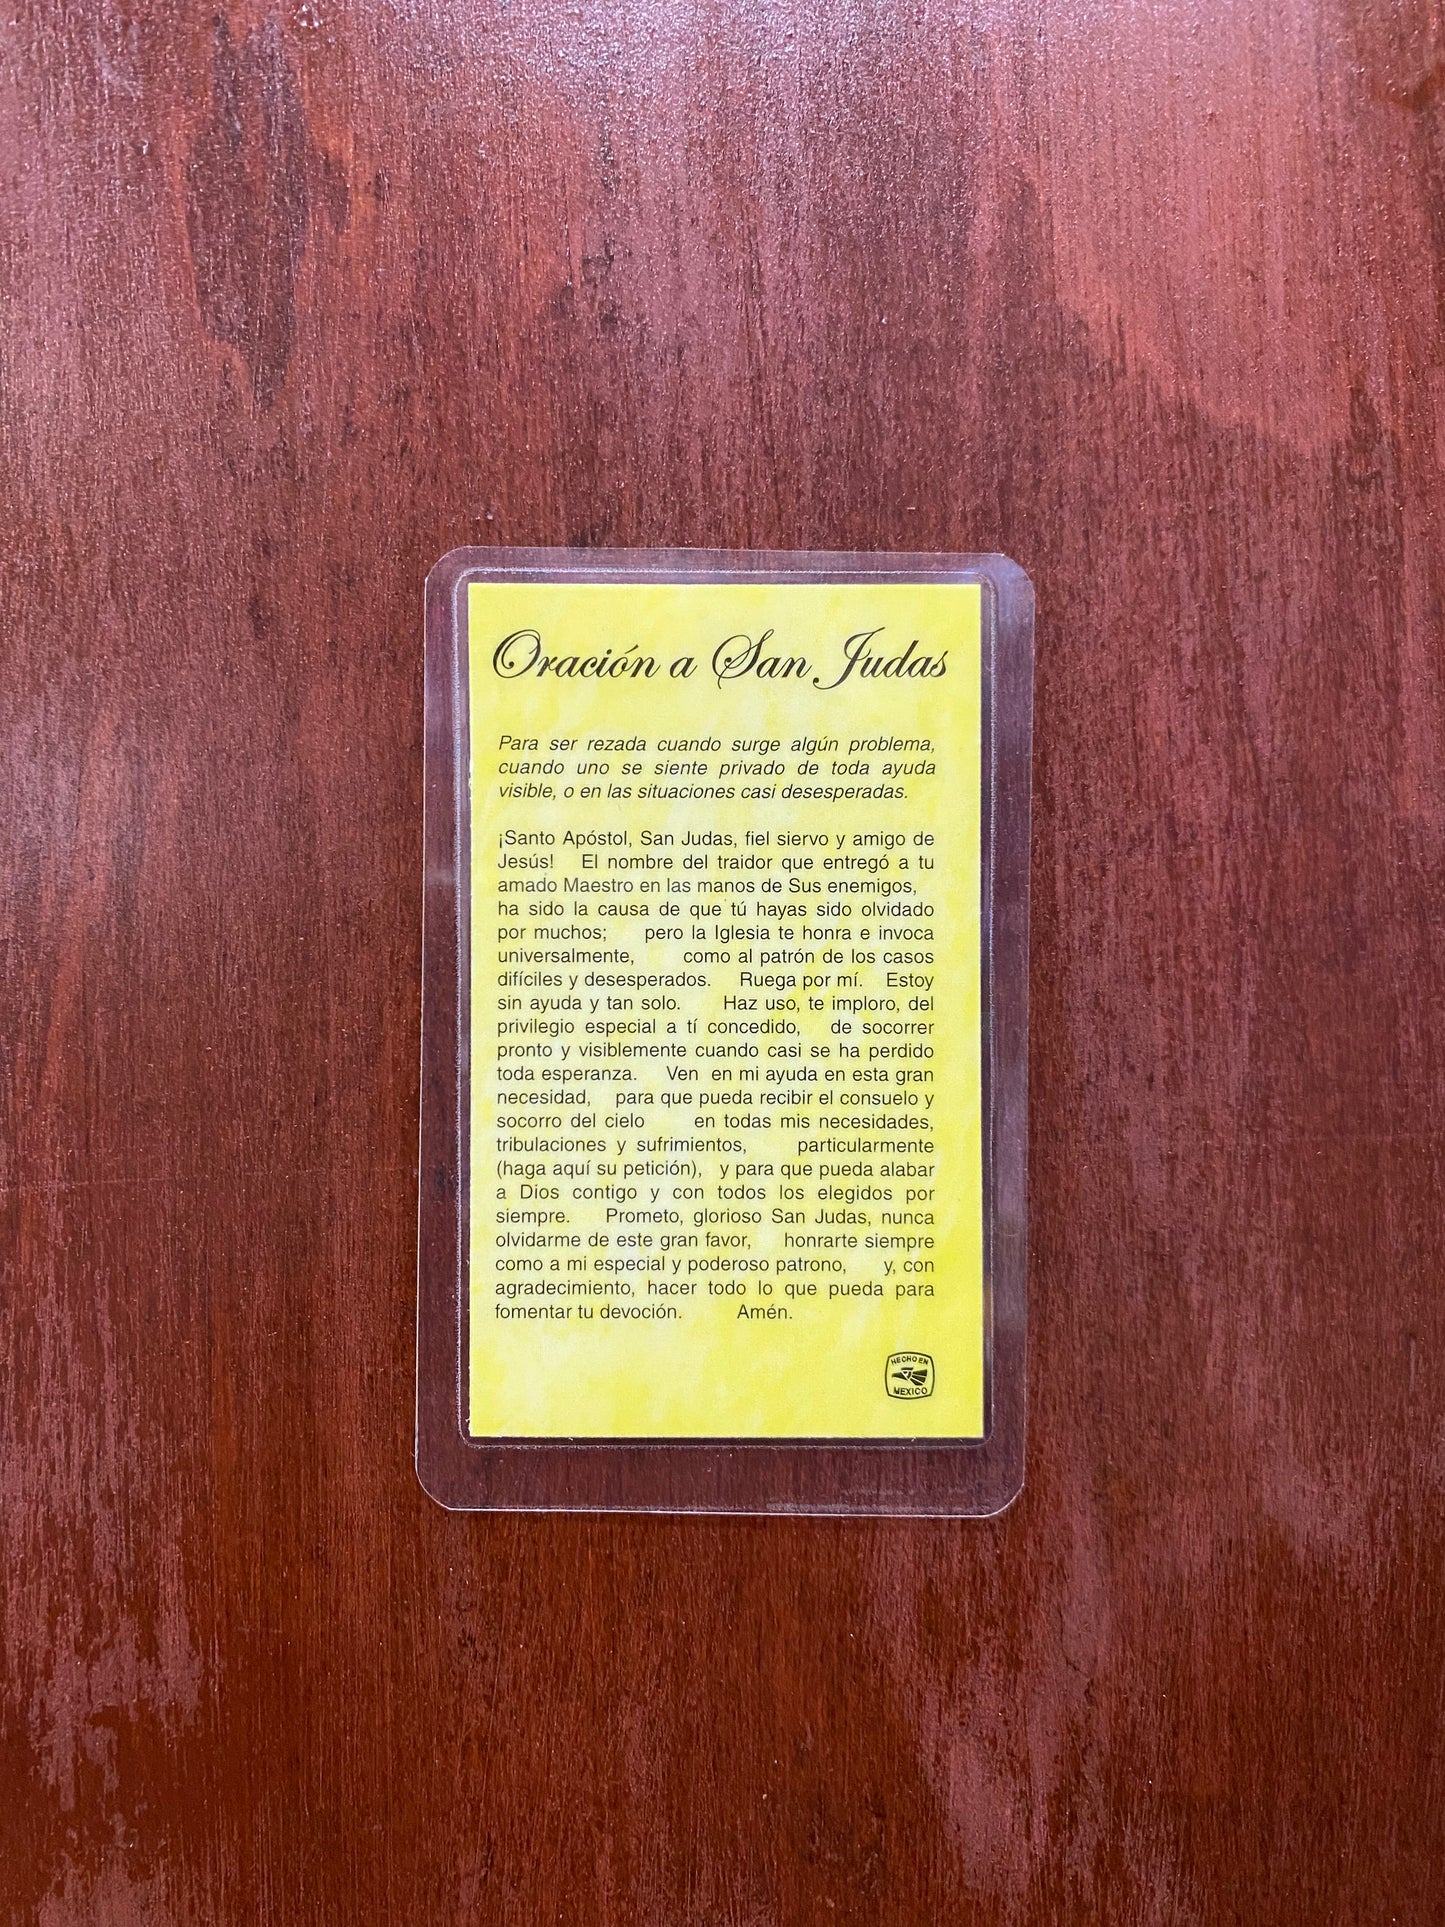 Oración a San Judas
Para ser rezada cuando surge algún problema,
cuando uno se siente privado de toda ayuda
visible, o en las situaciones casi desesperadas.
¡Santo Apóstol, San Judas, fiel siervo y amigo de
Jesús! El nombre del traidor que entregó a tu
amado Maestro en las manos de Sus enemigos,
ha sido la causa de que tú hayas sido olvidado
por muchos; pero la Iglesia te honra e invoca
universalmente, como al patrón de los casos
difíciles y desesperados. Ruega por mí. Estoy
sin ayuda y tan solo. Haz uso, te imploro, del
privilegio especial a tí concedido, de socorrer
pronto y visiblemente cuando casi se ha perdido
toda esperanza. Ven en mi ayuda en esta gran
necesidad, para que pueda recibir el consuelo y
socorro del cielo en todas mis necesidades,
tribulaciones y sufrimientos, particularmente
(haga aquí su petición), y para que pueda alabar
a Dios contigo y con todos los elegidos por
siempre. Prometo, glorioso San Judas, nunca
olvidarme de este gran favor, honrarte siempre
como a mi especial y poderoso patrono, y, con
agradecimiento, hacer todo lo que pueda para
fomentar tu devoción. Amén.
HECHO EN
MEXICO